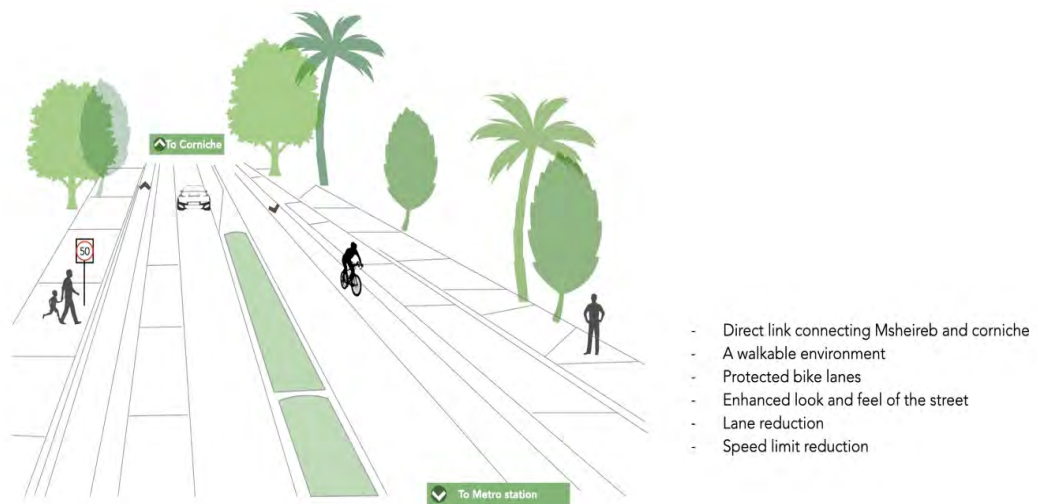 To Corniche
50
- Direct link connecting Msheireb and corniche
- A walkable environment
- Protected bike lanes
- Enhanced look and feel of the street
- Lane reduction
- Speed limit reduction
To Metro station